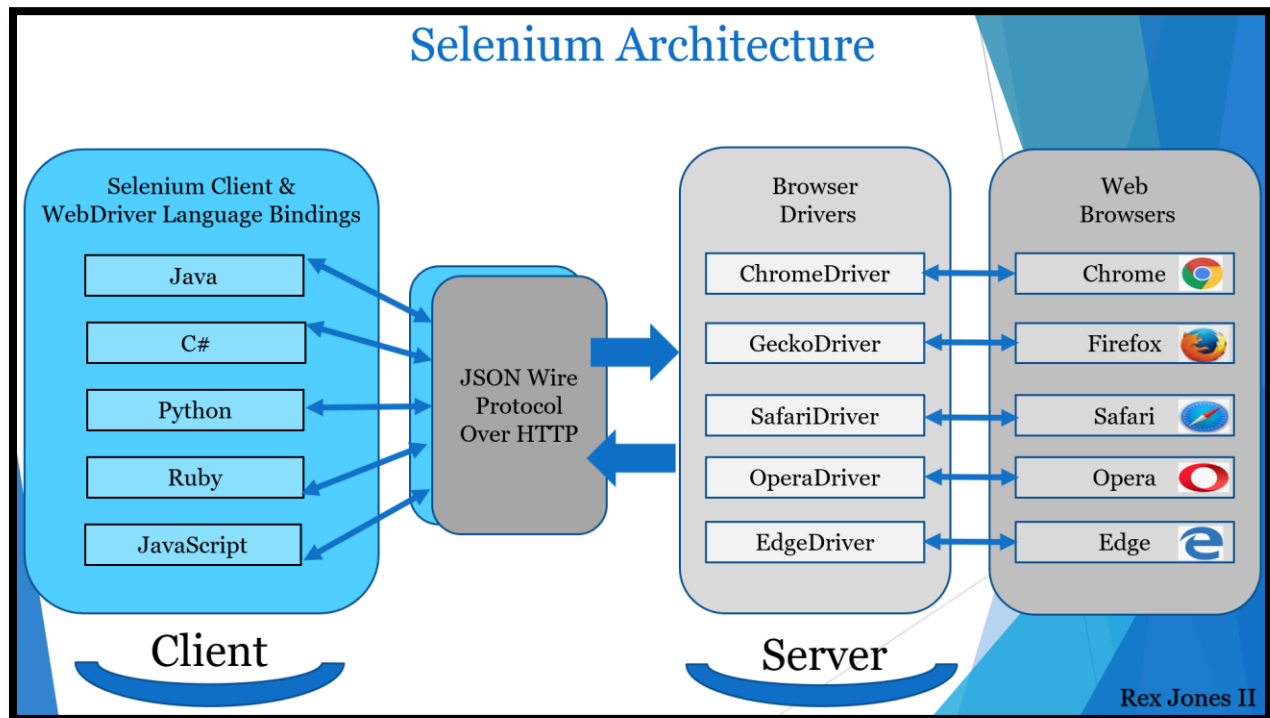 Selenium Architecture
Selenium Client &
WebDriver Language Bindings
Java
C#
Python
Ruby
JavaScript
JSON Wire
Protocol
Over HTTP
Browser
Drivers
ChromeDriver
GeckoDriver
SafariDriver
OperaDriver
EdgeDriver
Web
Browsers
Chrome
Firefox
Safari
Opera
Edge
Client
Server
Rex Jones II